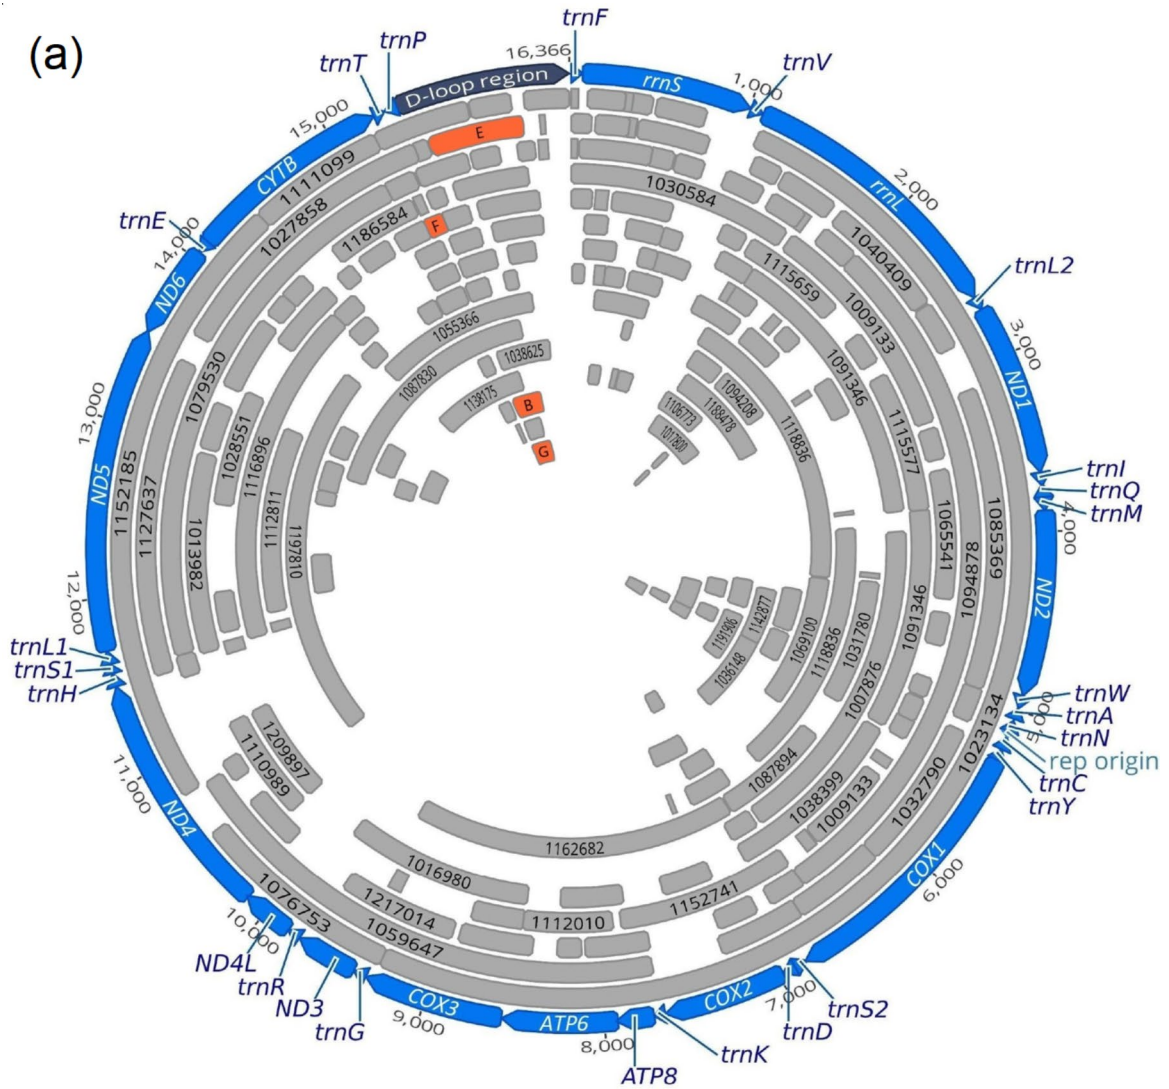 (a)
trnF
trnP
trnT
16,366
D-loop region
rrnS
1,000
trnV
15,000
CYTB
1111099
E
1027858
1030584
rrnL
2,000
trnE
14,000
1186584
F
1040409
trnL2
ND6
1115659
1009133
3,000
1055366
1038625
1087830
1091346
ND1
1079530
1138175
B
1094208
1106773
1188478
1017800
1118836
1115577
13,000
G
trnI
trnQ
trnM
4,000
ND5
1152185
1127637
1028551
1116896
1013982
1112811
1197810
1065541
1085369
1094878
ND2
12,000
1142877
1191906
1036148
1069100
1118836
1031780
1091346
1007876
trnL1
trnS1
trnH
trnW
trnA
5,000
trnN
rep origin
trnC
trnY
1023134
1209897
1110989
1087894
1032790
11,000
ND4
1038399
1009133
1162682
COX1
6,000
1016980
1152741
1217014
1112010
1076753
1059647
10,000
ND4L
trnR
ND3
trnG
COX3
9,000
ATP6
8,000
ATP8
trnK
COX2
7,000
trnD
trnS2